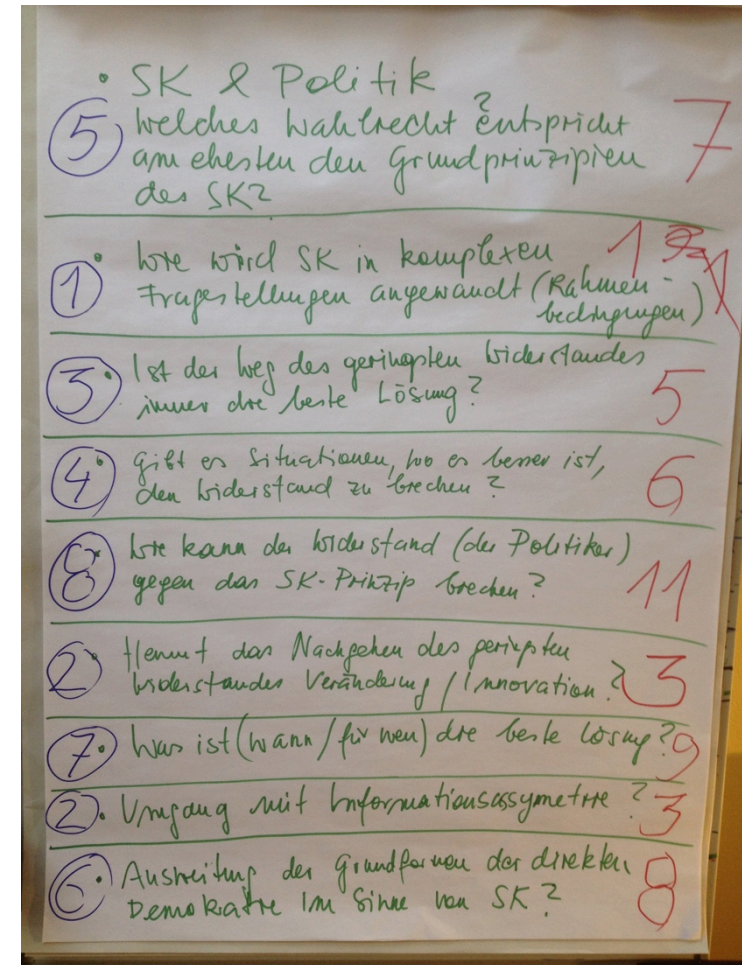 • SK & Politik
⑤ Welches Wahlrecht? entspricht 7
am ehesten den Grundprinzipien
des SK?
① • Wie wird SK in komplexen 1
Fragestellungen angewandt (Rahmen-
bedingungen)
③ • Ist der Weg des geringsten Widerstandes
immer die beste Lösung? 5
④ • Gibt es Situationen, wo es besser ist,
den Widerstand zu brechen? 6
⑧ • Wie kann der Widerstand (der Politiker)
gegen das SK-Prinzip brechen? 11
② • Hemmt das Nachgehen des geringsten
Widerstandes Veränderung / Innovation? 3
⑦ • Was ist (wann / für wen) die beste Lösung? 9
② • Umgang mit Informationsassymetrie? 3
⑥ • Ausweitung der Grundformen der direkten
Demokratie im Sinne von SK? 8